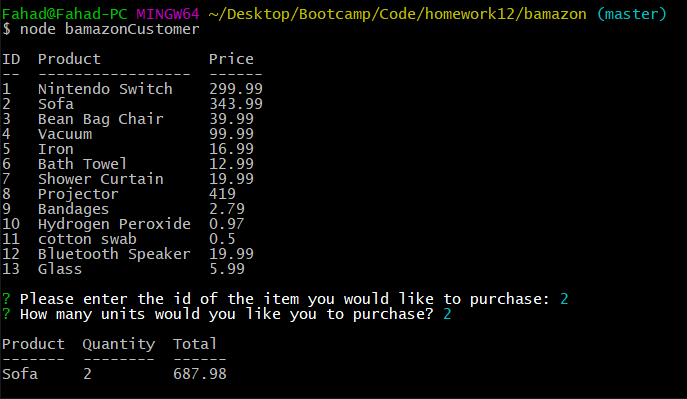 Fahad@Fahad-PC MINGW64 ~/Desktop/Bootcamp/Code/homework12/bamazon (master)
$ node bamazonCustomer
ID  Product            Price
--  -----------------  ------
1   Nintendo Switch    299.99
2   Sofa               343.99
3   Bean Bag Chair     39.99
4   Vacuum             99.99
5   Iron               16.99
6   Bath Towel         12.99
7   Shower Curtain     19.99
8   Projector          419
9   Bandages           2.79
10  Hydrogen Peroxide  0.97
11  cotton swab        0.5
12  Bluetooth Speaker  19.99
13  Glass              5.99
? Please enter the id of the item you would like to purchase: 2
? How many units would you like you to purchase? 2
Product  Quantity  Total
-------  --------  ------
Sofa     2         687.98